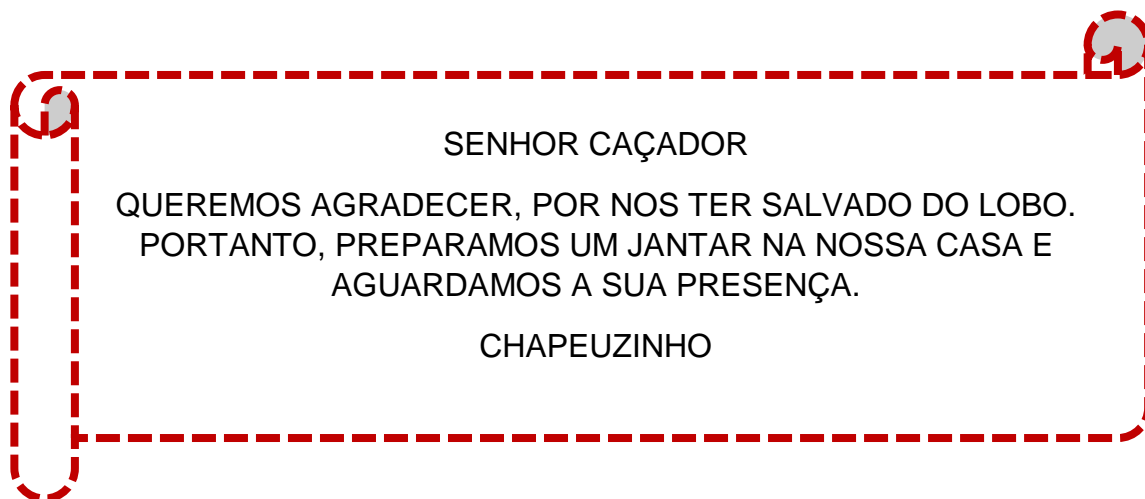 SENHOR CAÇADOR
QUEREMOS AGRADECER, POR NOS TER SALVADO DO LOBO.
PORTANTO, PREPARAMOS UM JANTAR NA NOSSA CASA E
AGUARDAMOS A SUA PRESENÇA.
CHAPEUZINHO